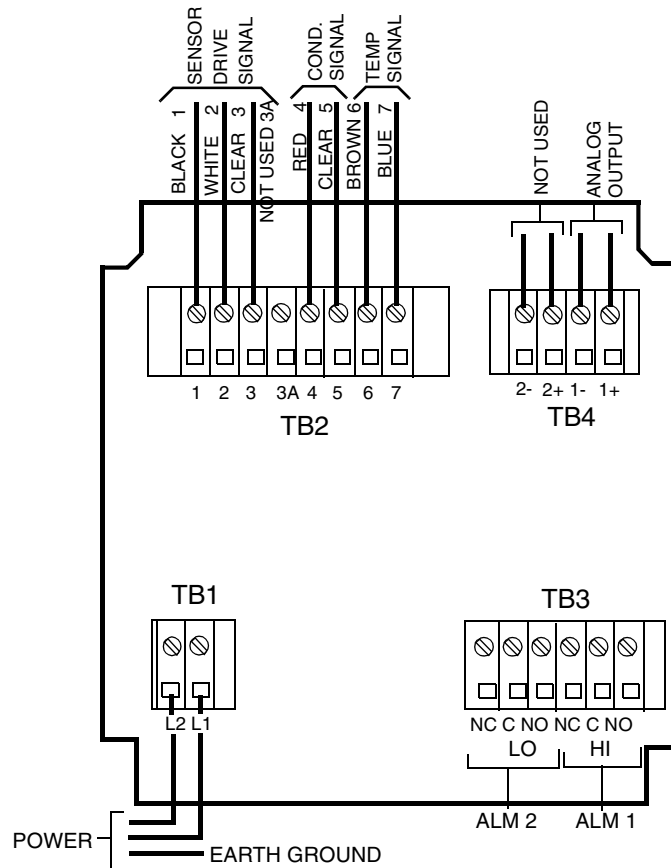 SENSOR
DRIVE
SIGNAL
COND.
SIGNAL
TEMP
SIGNAL
BLACK 1
WHITE 2
CLEAR 3
NOT USED 3A
RED 4
CLEAR 5
BROWN 6
BLUE 7
NOT USED
ANALOG
OUTPUT
1 2 3 3A 4 5 6 7
TB2
2- 2+ 1- 1+
TB4
TB1
L2 L1
TB3
NC C NO NC C NO
LO HI
ALM 2 ALM 1
POWER
EARTH GROUND